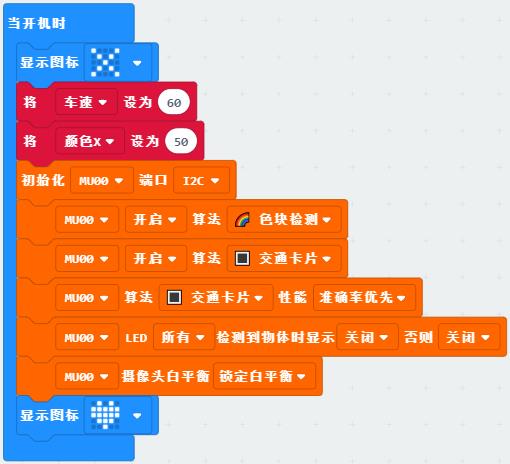 当开机时
显示图标
将 车速 设为 60
将 颜色X 设为 50
初始化 MU00 端口 I2C
MU00 开启 算法 色块检测
MU00 开启 算法 交通卡片
MU00 算法 交通卡片 性能 准确率优先
MU00 LED 所有 检测到物体时显示 关闭 否则 关闭
MU00 摄像头白平衡 锁定白平衡
显示图标